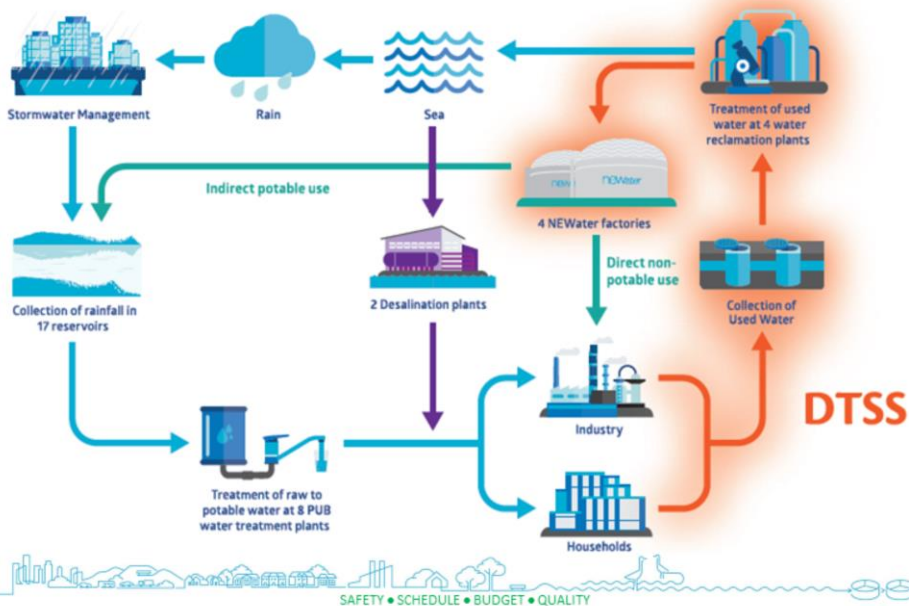 Stormwater Management
Rain
Sea
Treatment of used
water at 4 water
reclamation plants
Indirect potable use
NEWater
4 NEWater factories
Direct non-
potable use
Collection of rainfall in
17 reservoirs
2 Desalination plants
Collection of
Used Water
DTSS
Industry
Treatment of raw to
potable water at 8 PUB
water treatment plants
Households
SAFETY ● SCHEDULE ● BUDGET ● QUALITY